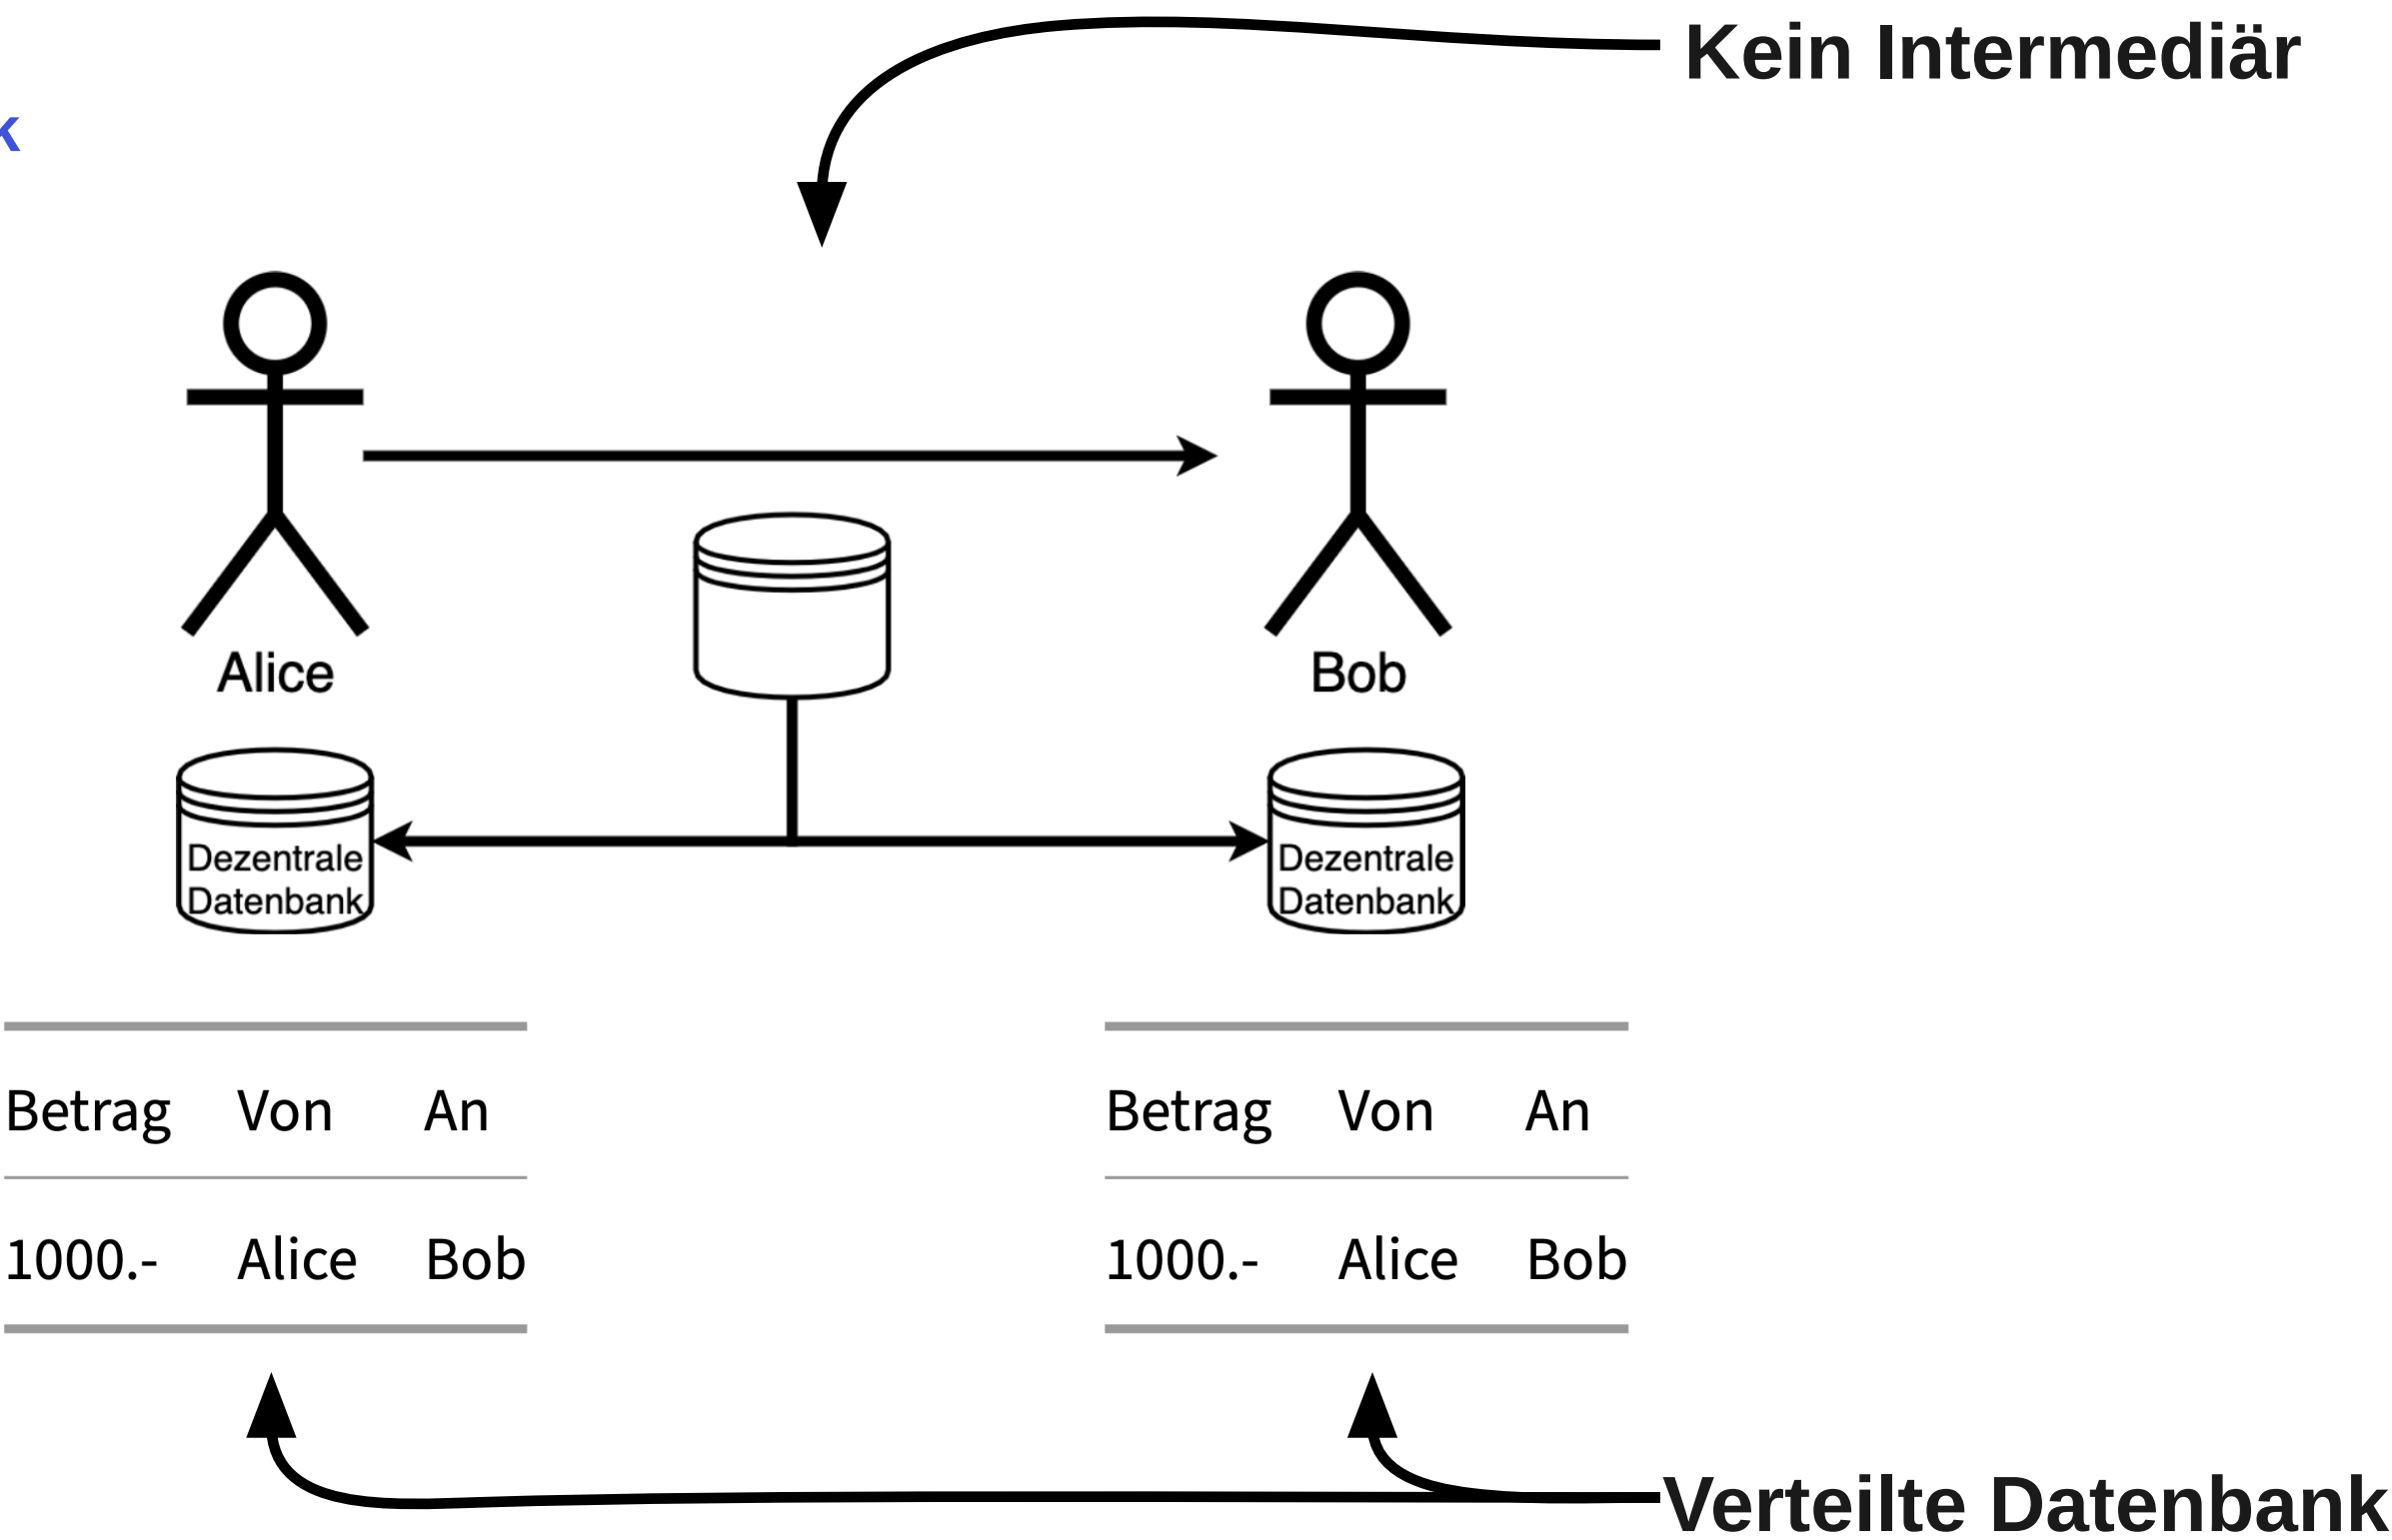 Kein Intermediär
k
Alice
Bob
Dezentrale
Datenbank
Dezentrale
Datenbank
Betrag Von An
1000.- Alice Bob
Betrag Von An
1000.- Alice Bob
Verteilte Datenbank